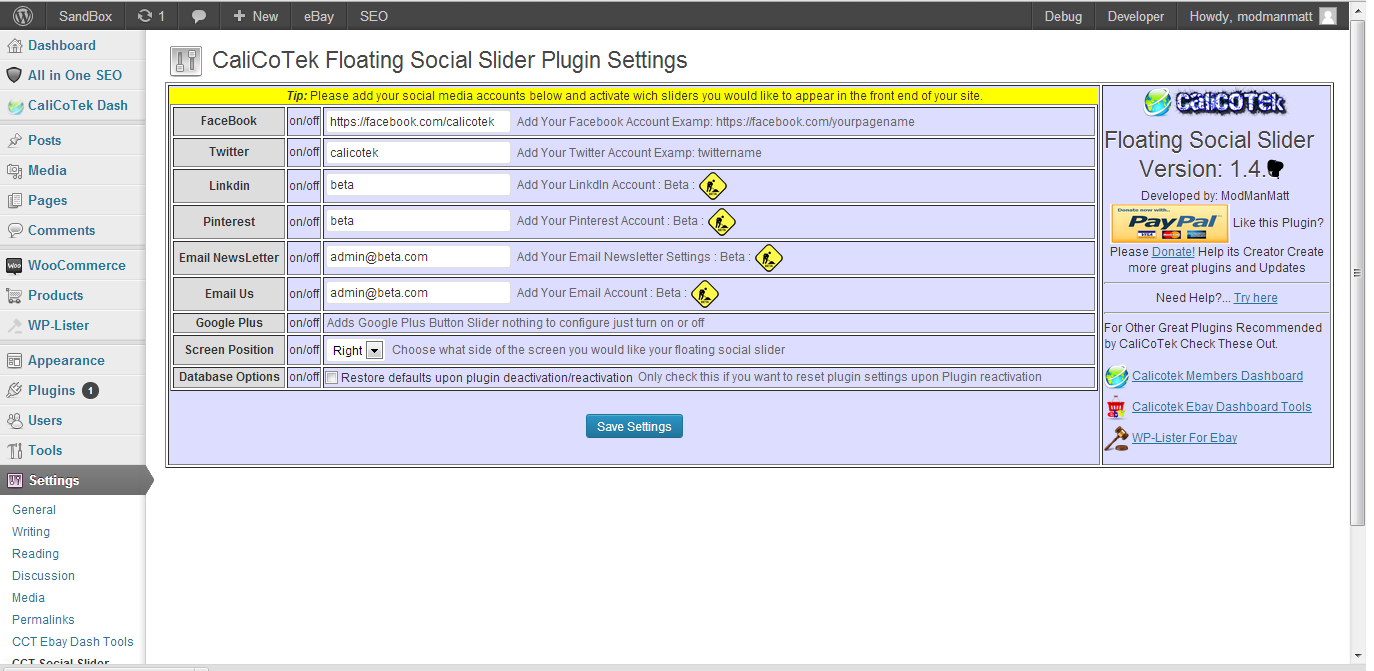 SandBox 1 New eBay SEO Debug Developer Howdy, modmanmatt
Dashboard
All in One SEO
CaliCoTek Dash
Posts
Media
Pages
Comments
WooCommerce
Products
WP-Lister
Appearance
Plugins 1
Users
Tools
Settings
General
Writing
Reading
Discussion
Media
Permalinks
CCT Ebay Dash Tools
CCT Social Slider
CaliCoTek Floating Social Slider Plugin Settings
Tip: Please add your social media accounts below and activate wich sliders you would like to appear in the front end of your site.
FaceBook on/off https://facebook.com/calicotek Add Your Facebook Account Examp: https://facebook.com/yourpagename
Twitter on/off calicotek Add Your Twitter Account Examp: twittername
Linkdin on/off beta Add Your LinkdIn Account : Beta :
Pinterest on/off beta Add Your Pinterest Account : Beta :
Email NewsLetter on/off admin@beta.com Add Your Email Newsletter Settings : Beta :
Email Us on/off admin@beta.com Add Your Email Account : Beta :
Google Plus on/off Adds Google Plus Button Slider nothing to configure just turn on or off
Screen Position on/off Right Choose what side of the screen you would like your floating social slider
Database Options on/off Restore defaults upon plugin deactivation/reactivation Only check this if you want to reset plugin settings upon Plugin reactivation
Save Settings
CaliCOTek
Floating Social Slider
Version: 1.4.
Developed by: ModManMatt
Donate now with..
PayPal Like this Plugin?
VISA
Please Donate! Help its Creator Create
more great plugins and Updates
Need Help?... Try here
For Other Great Plugins Recommended
by CaliCoTek Check These Out.
Calicotek Members Dashboard
Calicotek Ebay Dashboard Tools
WP-Lister For Ebay